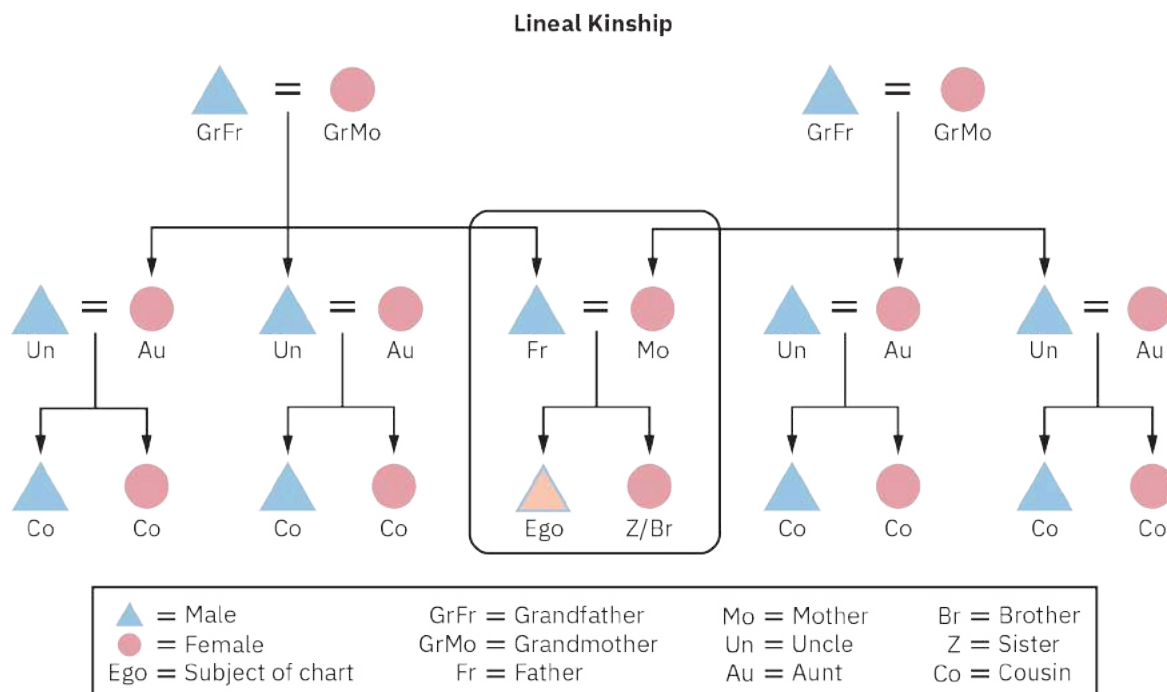 Lineal Kinship
= =
GrFr GrMo GrFr GrMo
= = = = =
Un Au Un Au Fr Mo Un Au Un Au
Co Co Co Co Ego Z/Br Co Co Co Co
= Male GrFr = Grandfather Mo = Mother Br = Brother
= Female GrMo = Grandmother Un = Uncle Z = Sister
Ego = Subject of chart Fr = Father Au = Aunt Co = Cousin